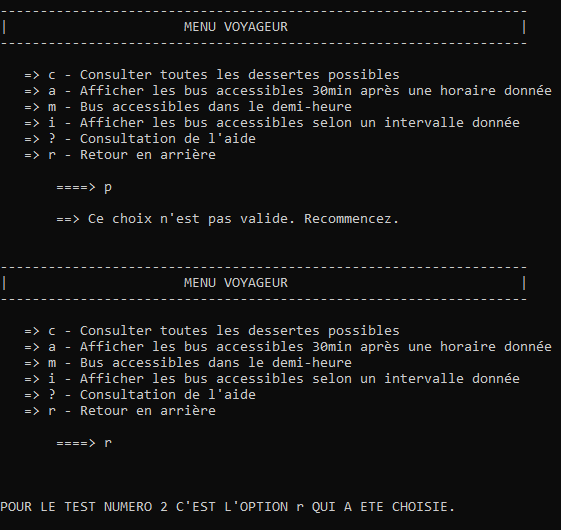 ------------------------------------------------------------------
|                      MENU VOYAGEUR                             |
------------------------------------------------------------------
=> c - Consulter toutes les dessertes possibles
=> a - Afficher les bus accessibles 30min après une horaire donnée
=> m - Bus accessibles dans le demi-heure
=> i - Afficher les bus accessibles selon un intervalle donnée
=> ? - Consultation de l'aide
=> r - Retour en arrière
====> p
==> Ce choix n'est pas valide. Recommencez.
------------------------------------------------------------------
|                      MENU VOYAGEUR                             |
------------------------------------------------------------------
=> c - Consulter toutes les dessertes possibles
=> a - Afficher les bus accessibles 30min après une horaire donnée
=> m - Bus accessibles dans le demi-heure
=> i - Afficher les bus accessibles selon un intervalle donnée
=> ? - Consultation de l'aide
=> r - Retour en arrière
====> r
POUR LE TEST NUMERO 2 C'EST L'OPTION r QUI A ETE CHOISIE.